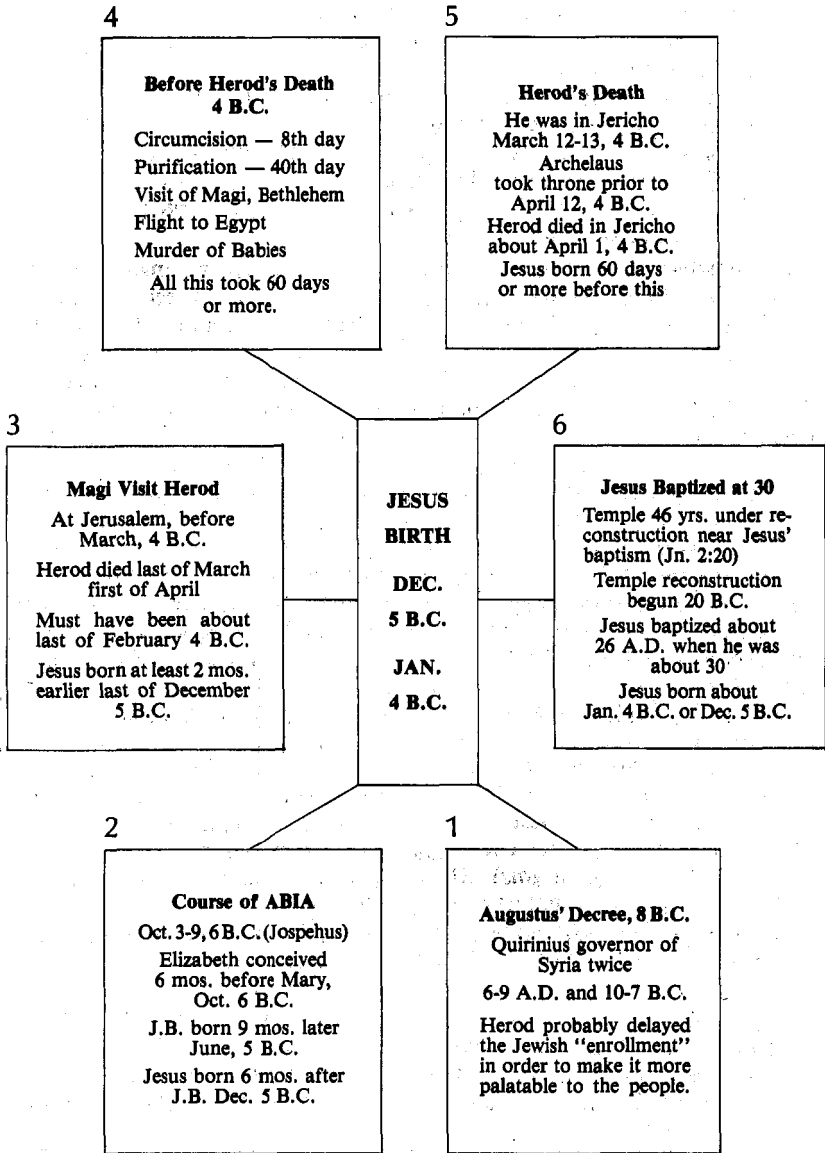 4
Before Herod's Death
4 B.C.
Circumcision — 8th day
Purification — 40th day
Visit of Magi, Bethlehem
Flight to Egypt
Murder of Babies
All this took 60 days
or more.
5
Herod's Death
He was in Jericho
March 12-13, 4 B.C.
Archelaus
took throne prior to
April 12, 4 B.C.
Herod died in Jericho
about April 1, 4 B.C.
Jesus born 60 days
or more before this
3
Magi Visit Herod
At Jerusalem, before
March, 4 B.C.
Herod died last of March
first of April
Must have been about
last of February 4 B.C.
Jesus born at least 2 mos.
earlier last of December
5 B.C.
JESUS
BIRTH
DEC.
5 B.C.
JAN.
4 B.C.
6
Jesus Baptized at 30
Temple 46 yrs. under re-
construction near Jesus'
baptism (Jn. 2:20)
Temple reconstruction
begun 20 B.C.
Jesus baptized about
26 A.D. when he was
about 30
Jesus born about
Jan. 4 B.C. or Dec. 5 B.C.
2
Course of ABIA
Oct. 3-9, 6 B.C. (Jospehus)
Elizabeth conceived
6 mos. before Mary,
Oct. 6 B.C.
J.B. born 9 mos. later
June, 5 B.C.
Jesus born 6 mos. after
J.B. Dec. 5 B.C.
1
Augustus' Decree, 8 B.C.
Quirinius governor of
Syria twice
6-9 A.D. and 10-7 B.C.
Herod probably delayed
the Jewish "enrollment"
in order to make it more
palatable to the people.